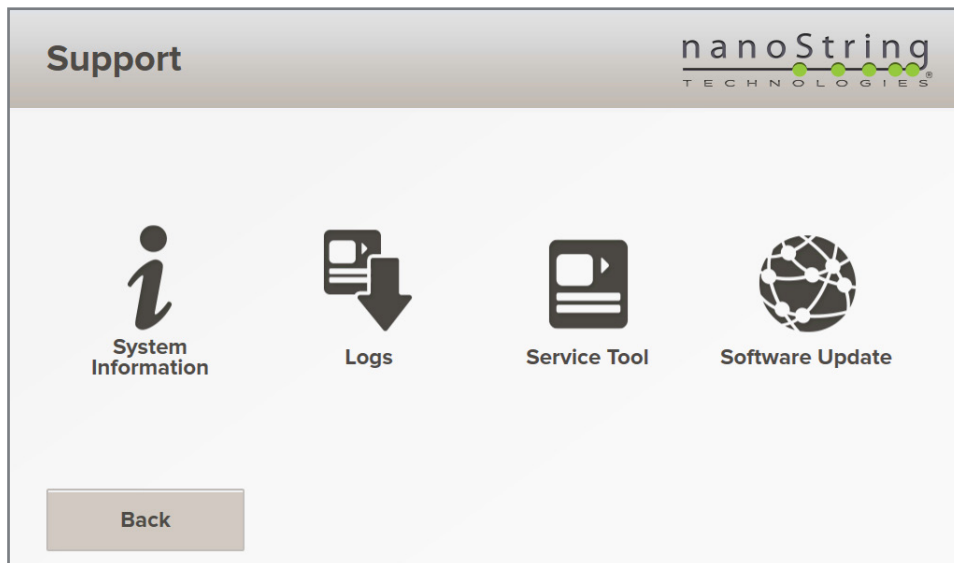 Support
nanoString
TECHNOLOGIES®
System
Information
Logs
Service Tool
Software Update
Back